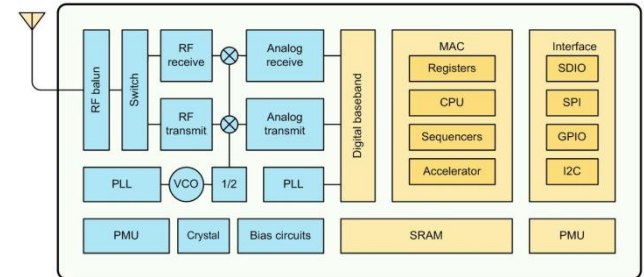 RF balun
Switch
RF
receive
Analog
receive
RF
transmit
Analog
transmit
PLL
VCO
1/2
PLL
Digital baseband
MAC
Registers
CPU
Sequencers
Accelerator
Interface
SDIO
SPI
GPIO
I2C
PMU
Crystal
Bias circuits
SRAM
PMU